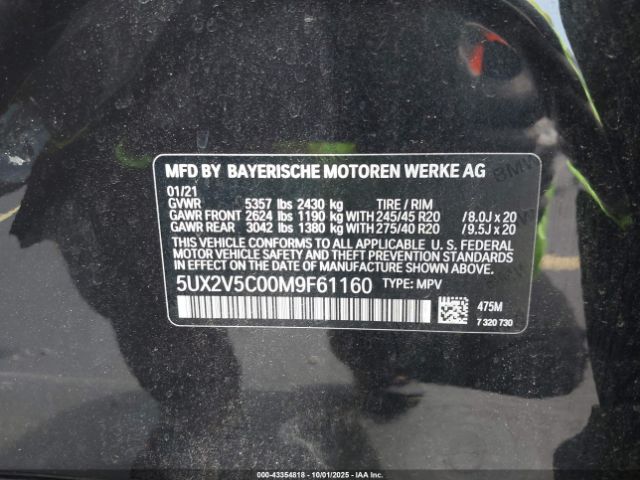 MFD BY BAYERISCHE MOTOREN WERKE AG
01/21
GVWR 5357 lbs 2430 kg TIRE / RIM
GAWR FRONT 2624 lbs 1190 kg WITH 245/45 R20 /8.0J x 20
GAWR REAR 3042 lbs 1380 kg WITH 275/40 R20 /9.5J x 20
THIS VEHICLE CONFORMS TO ALL APPLICABLE U. S. FEDERAL
MOTOR VEHICLE SAFETY AND THEFT PREVENTION STANDARDS
IN EFFECT ON THE DATE OF MANUFACTURE SHOWN ABOVE.
5UX2V5C00M9F61160 TYPE: MPV
475M
7 320 730
BMW
000-43354818 - 10/01/2025 - IAA Inc.